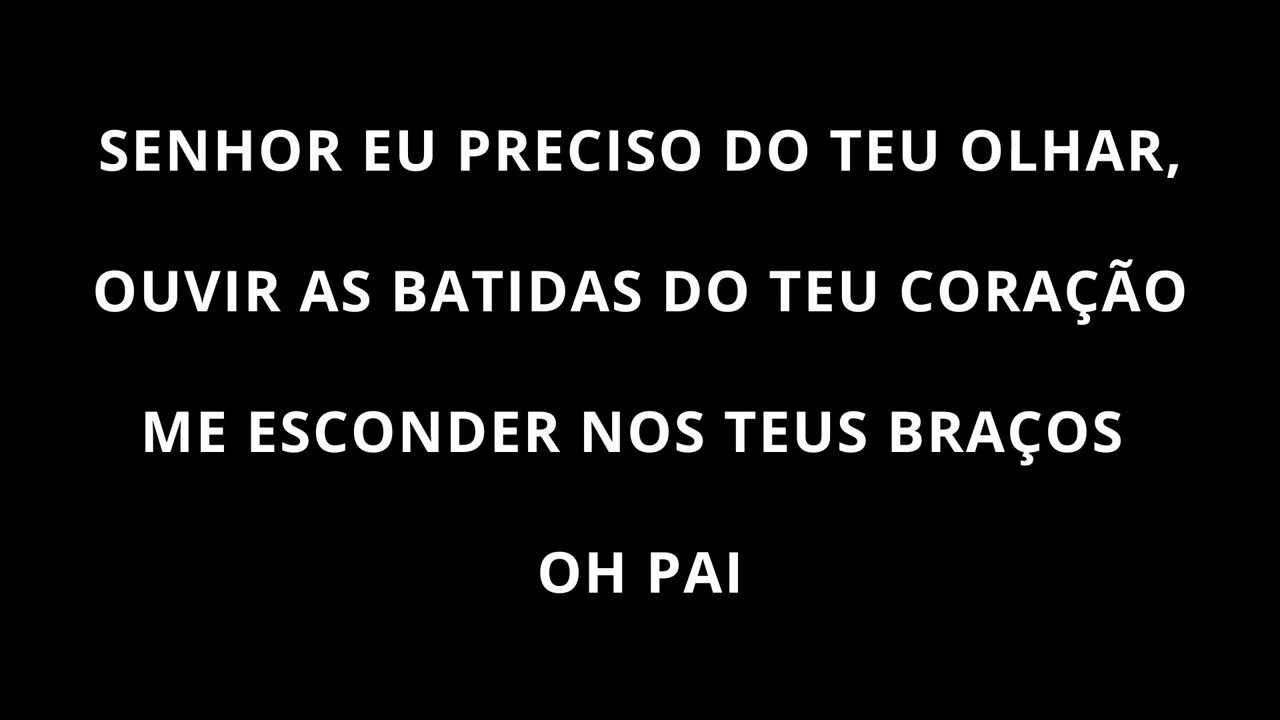 SENHOR EU PRECISO DO TEU OLHAR,
OUVIR AS BATIDAS DO TEU CORAÇÃO
ME ESCONDER NOS TEUS BRAÇOS
OH PAI